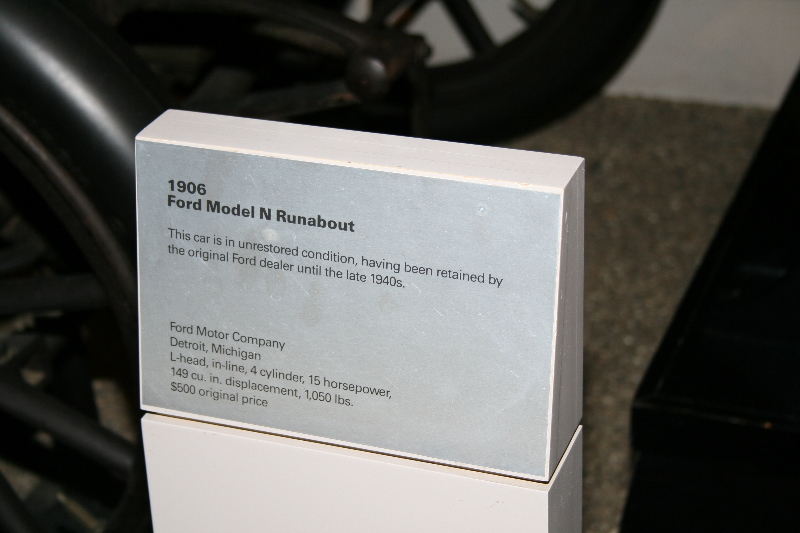 1906
Ford Model N Runabout
This car is in unrestored condition, having been retained by
the original Ford dealer until the late 1940s.
Ford Motor Company
Detroit, Michigan
L-head, in-line, 4 cylinder, 15 horsepower,
149 cu. in. displacement, 1,050 lbs.
$500 original price